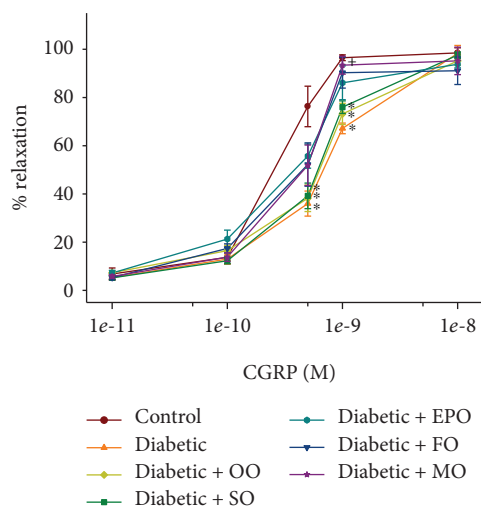 100
80
60
40
20
0
% relaxation
+
*
*
*
*
*
*
1e-11
1e-10
1e-9
1e-8
CGRP (M)
Control
Diabetic
Diabetic + OO
Diabetic + SO
Diabetic + EPO
Diabetic + FO
Diabetic + MO